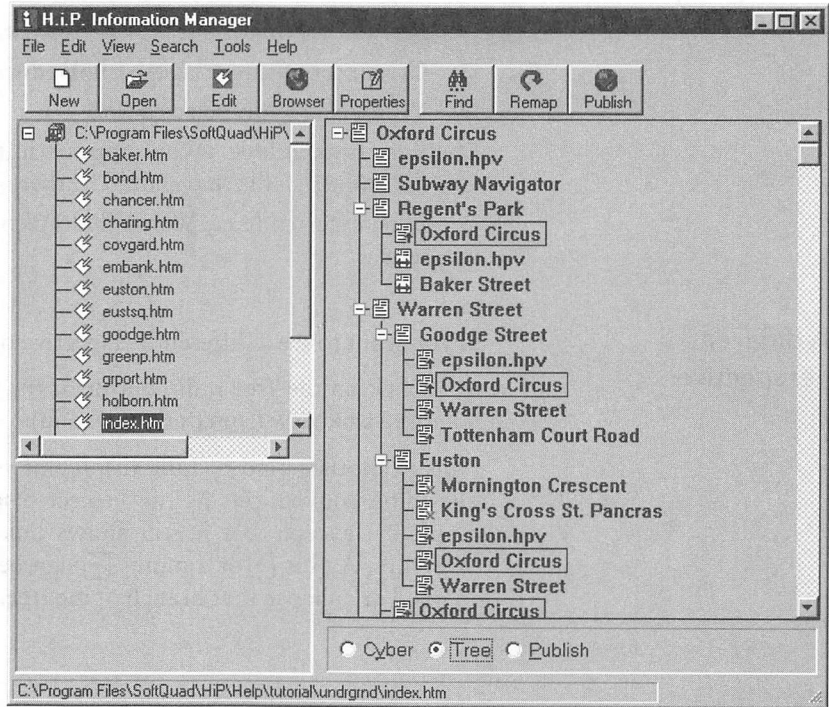 H.i.P. Information Manager
File Edit View Search Tools Help
New Open Edit Browser Properties Find Remap Publish
C:\Program Files\SoftQuad\HiP\
baker.htm
bond.htm
chancer.htm
charing.htm
covgard.htm
embank.htm
euston.htm
eustsq.htm
goodge.htm
greenp.htm
grport.htm
holborn.htm
index.htm
Oxford Circus
epsilon.hpv
Subway Navigator
Regent's Park
Oxford Circus
epsilon.hpv
Baker Street
Warren Street
Goodge Street
epsilon.hpv
Oxford Circus
Warren Street
Tottenham Court Road
Euston
Mornington Crescent
King's Cross St. Pancras
epsilon.hpv
Oxford Circus
Warren Street
Oxford Circus
Cyber Tree Publish
C:\Program Files\SoftQuad\HiP\Help\tutorial\undrgrnd\index.htm